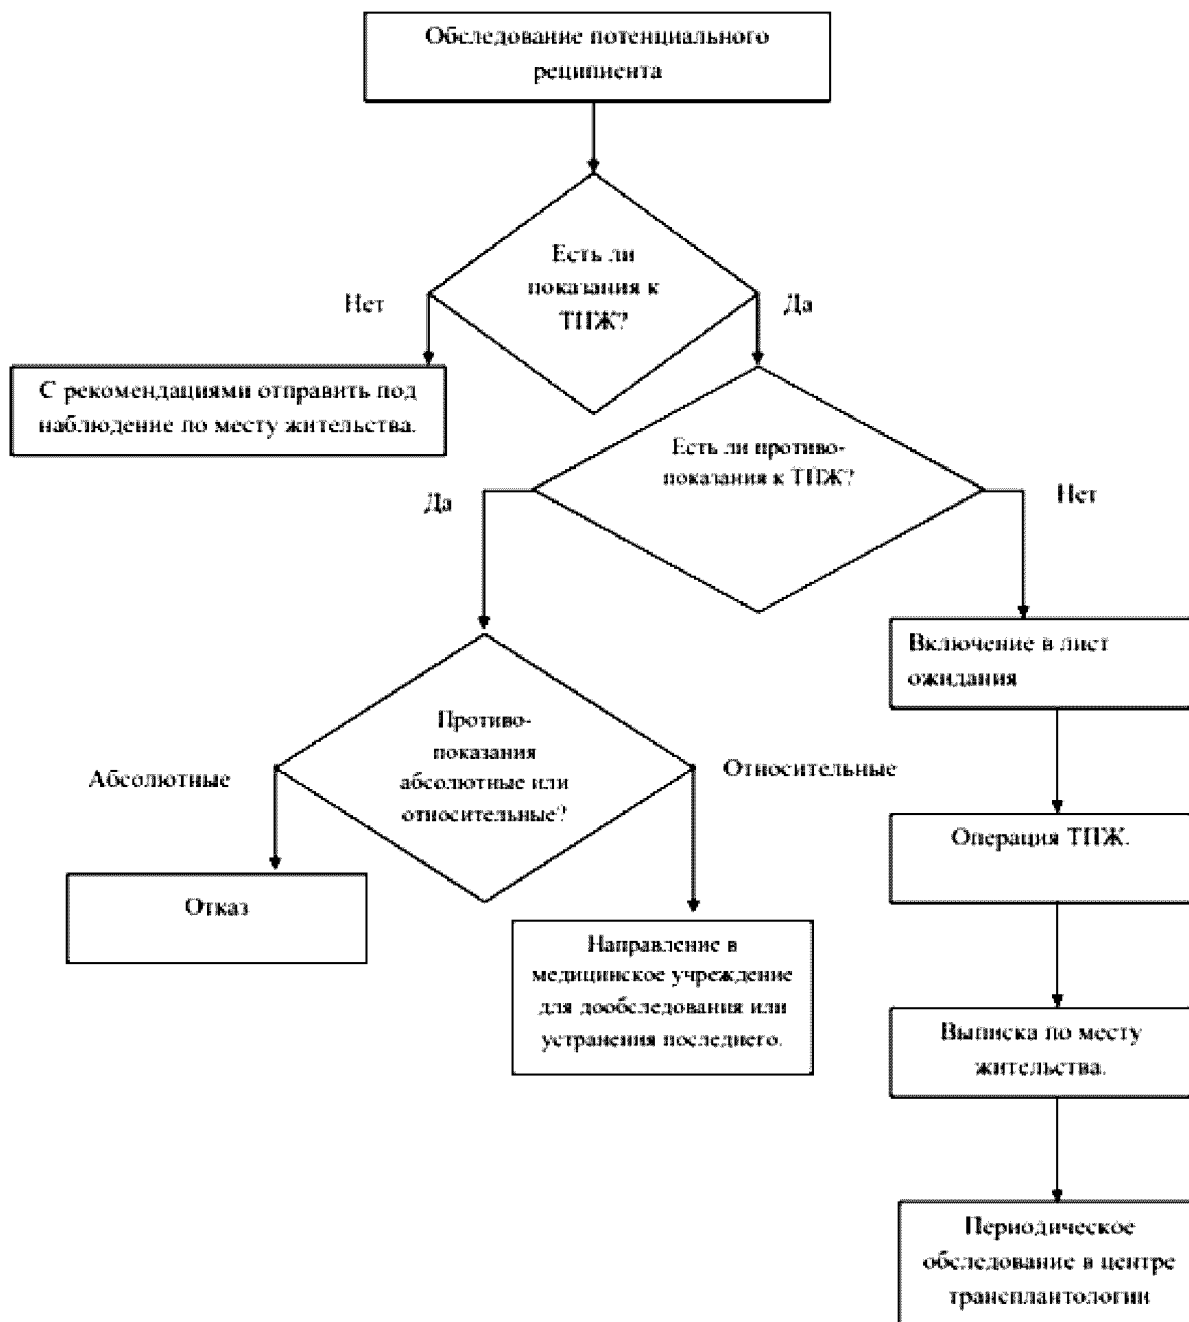 Обследование потенциального
реципиента
Есть ли
показания к
ТПЖ?
Нет
Да
С рекомендациями отправить под
наблюдение по месту жительства.
Есть ли противо-
показания к ТПЖ?
Да
Нет
Включение в лист
ожидания
Противо-
показания
абсолютные или
относительные?
Абсолютные
Относительные
Операция ТПЖ.
Отказ
Направление в
медицинское учреждение
для дообследования или
устранения последнего.
Выписка по месту
жительства.
Периодическое
обследование в центре
трансплантологии